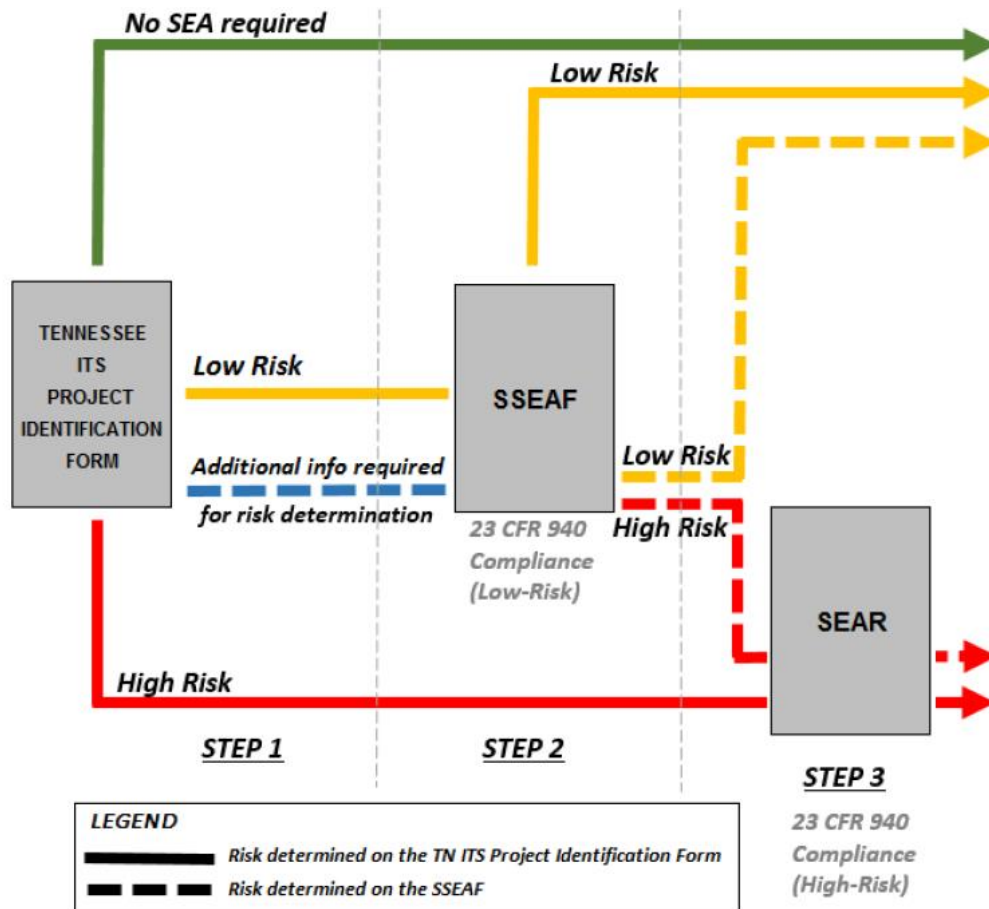 No SEA required
Low Risk
TENNESSEE
ITS
PROJECT
IDENTIFICATION
FORM
Low Risk
SSEAF
Additional info required
for risk determination
Low Risk
High Risk
23 CFR 940
Compliance
(Low-Risk)
SEAR
High Risk
STEP 1
STEP 2
STEP 3
23 CFR 940
Compliance
(High-Risk)
LEGEND
Risk determined on the TN ITS Project Identification Form
Risk determined on the SSEAF